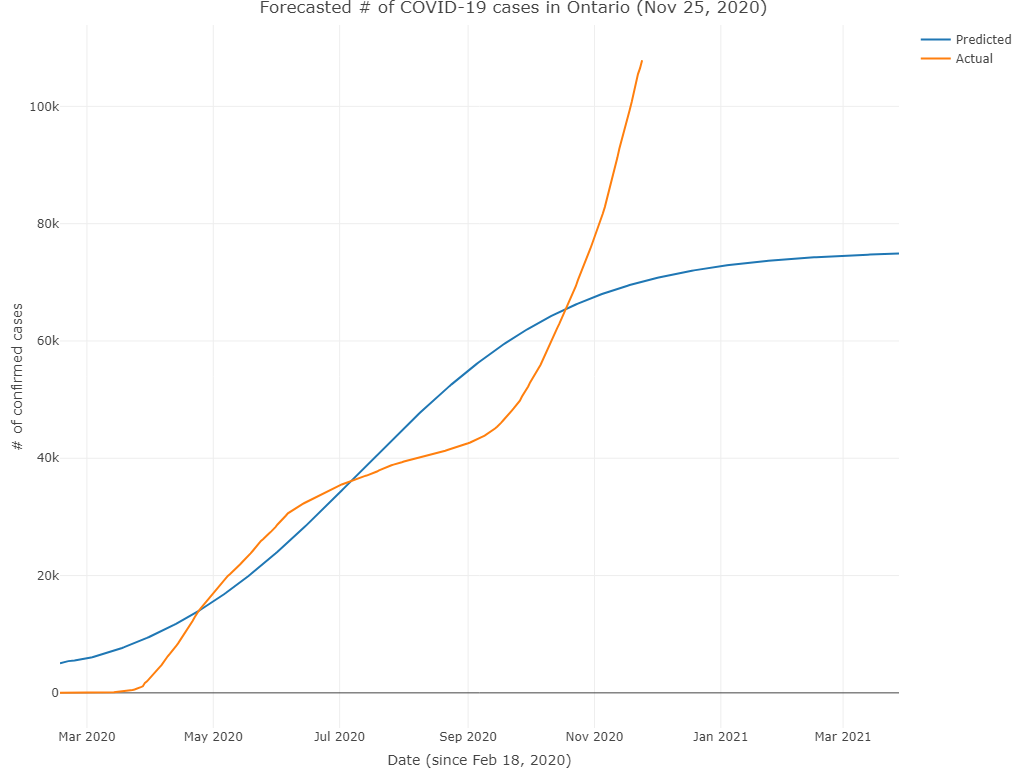 Forecasted # of COVID-19 cases in Ontario (Nov 25, 2020)
Predicted
Actual
100k
80k
60k
40k
20k
0
# of confirmed cases
Mar 2020
May 2020
Jul 2020
Sep 2020
Nov 2020
Jan 2021
Mar 2021
Date (since Feb 18, 2020)